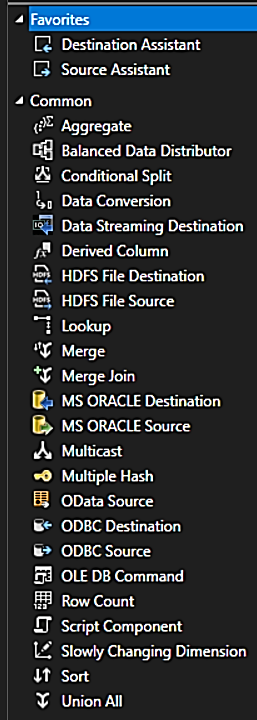 Favorites
Destination Assistant
Source Assistant
Common
Aggregate
Balanced Data Distributor
Conditional Split
Data Conversion
Data Streaming Destination
Derived Column
HDFS File Destination
HDFS File Source
Lookup
Merge
Merge Join
MS ORACLE Destination
MS ORACLE Source
Multicast
Multiple Hash
OData Source
ODBC Destination
ODBC Source
OLE DB Command
Row Count
Script Component
Slowly Changing Dimension
Sort
Union All